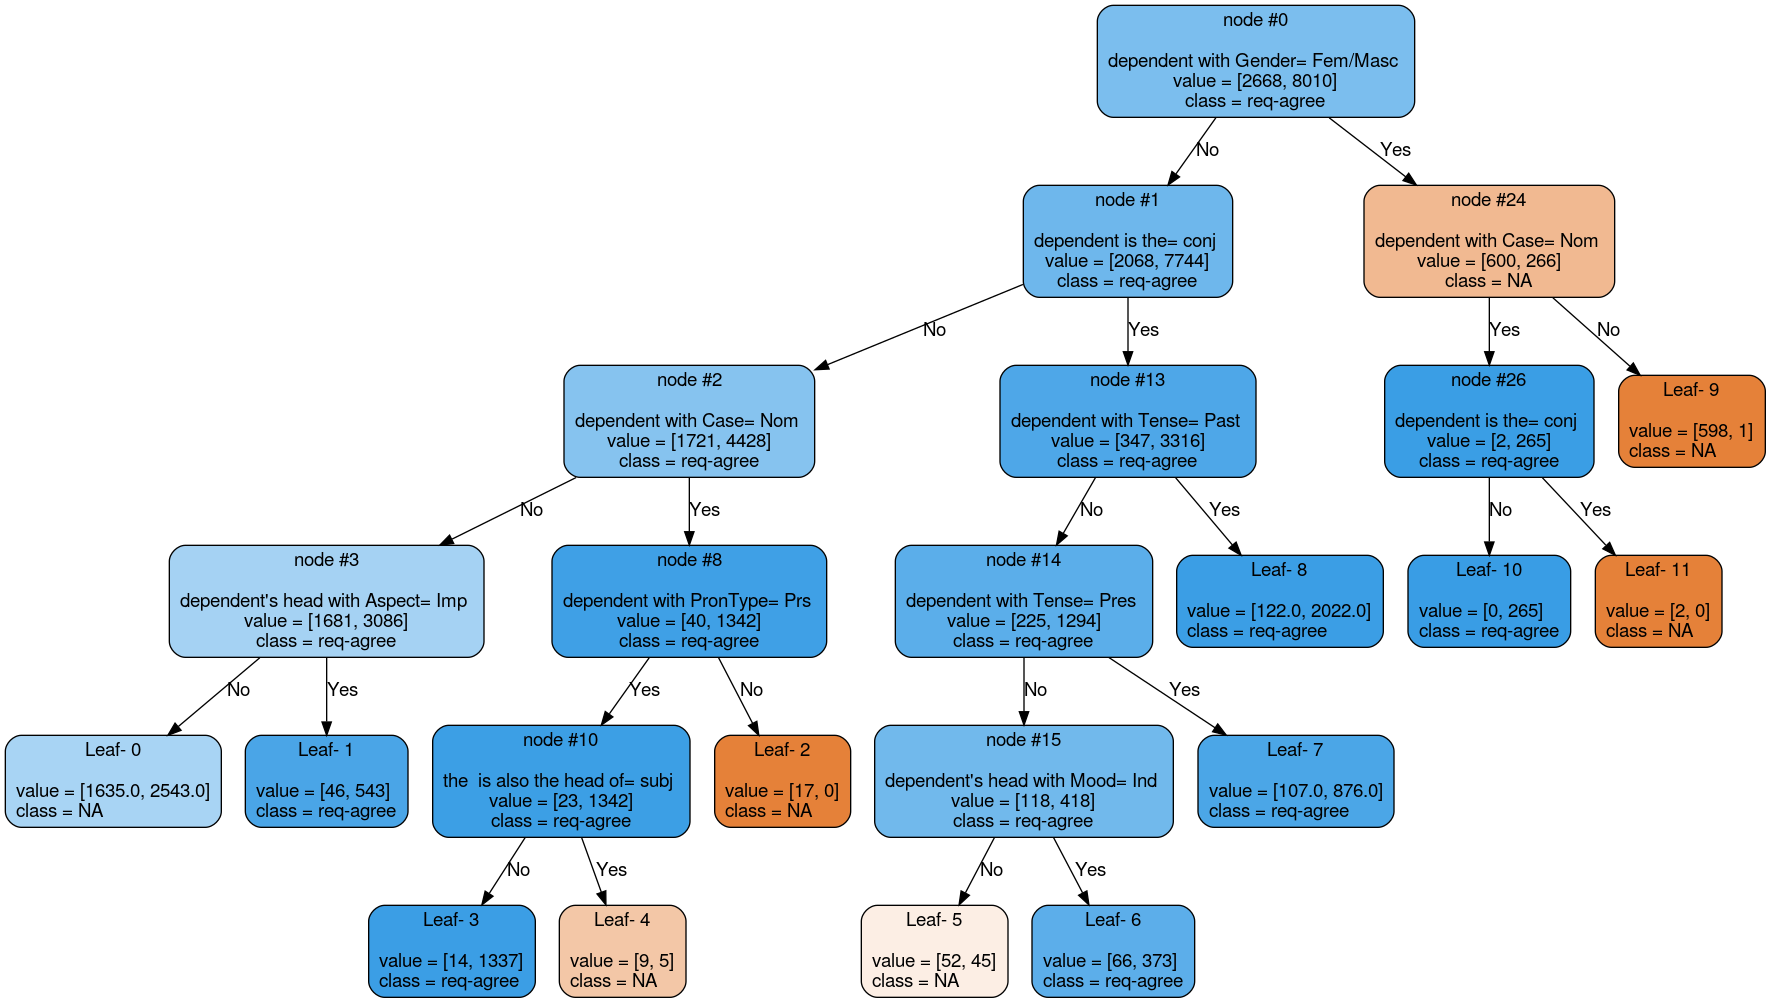 node #0
dependent with Gender= Fem/Masc
value = [2668, 8010]
class = req-agree
No
Yes
node #1
dependent is the= conj
value = [2068, 7744]
class = req-agree
node #24
dependent with Case= Nom
value = [600, 266]
class = NA
No
Yes
Yes
No
node #2
dependent with Case= Nom
value = [1721, 4428]
class = req-agree
node #13
dependent with Tense= Past
value = [347, 3316]
class = req-agree
node #26
dependent is the= conj
value = [2, 265]
class = req-agree
Leaf- 9
value = [598, 1]
class = NA
No
Yes
No
Yes
No
Yes
node #3
dependent's head with Aspect= Imp
value = [1681, 3086]
class = req-agree
node #8
dependent with PronType= Prs
value = [40, 1342]
class = req-agree
node #14
dependent with Tense= Pres
value = [225, 1294]
class = req-agree
Leaf- 8
value = [122.0, 2022.0]
class = req-agree
Leaf- 10
value = [0, 265]
class = req-agree
Leaf- 11
value = [2, 0]
class = NA
No
Yes
Yes
No
No
Yes
Leaf- 0
value = [1635.0, 2543.0]
class = NA
Leaf- 1
value = [46, 543]
class = req-agree
node #10
the  is also the head of= subj
value = [23, 1342]
class = req-agree
Leaf- 2
value = [17, 0]
class = NA
node #15
dependent's head with Mood= Ind
value = [118, 418]
class = req-agree
Leaf- 7
value = [107.0, 876.0]
class = req-agree
No
Yes
No
Yes
Leaf- 3
value = [14, 1337]
class = req-agree
Leaf- 4
value = [9, 5]
class = NA
Leaf- 5
value = [52, 45]
class = NA
Leaf- 6
value = [66, 373]
class = req-agree